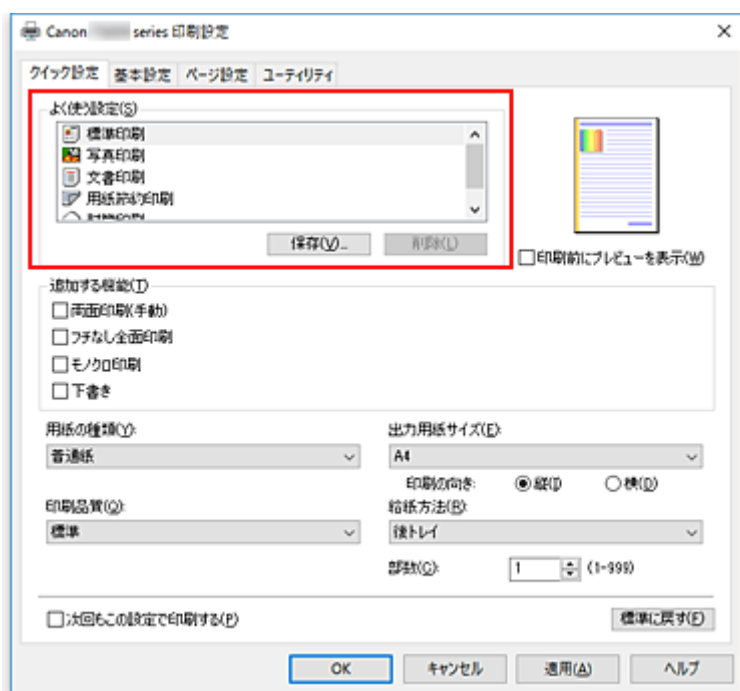 Canon series 印刷設定
クイック設定 基本設定 ページ設定 ユーティリティ
よく使う設定(S)
標準印刷
写真印刷
文書印刷
用紙節約印刷
保存(V)... 削除(L)
印刷前にプレビューを表示(W)
追加する機能(T)
両面印刷(手動)
フチなし全面印刷
モノクロ印刷
下書き
用紙の種類(Y): 出力用紙サイズ(E):
普通紙 A4
印刷の向き: 縦(I) 横(D)
印刷品質(Q): 給紙方法(R):
標準 後トレイ
部数(C): 1 (1-999)
次回もこの設定で印刷する(P) 標準に戻す(F)
OK キャンセル 適用(A) ヘルプ